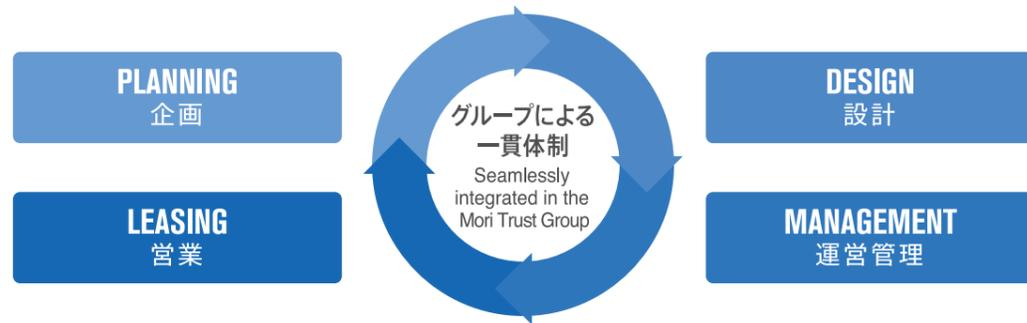 PLANNING
企画
LEASING
営業
グループによる
一貫体制
Seamlessly
integrated in the
Mori Trust Group
DESIGN
設計
MANAGEMENT
運営管理